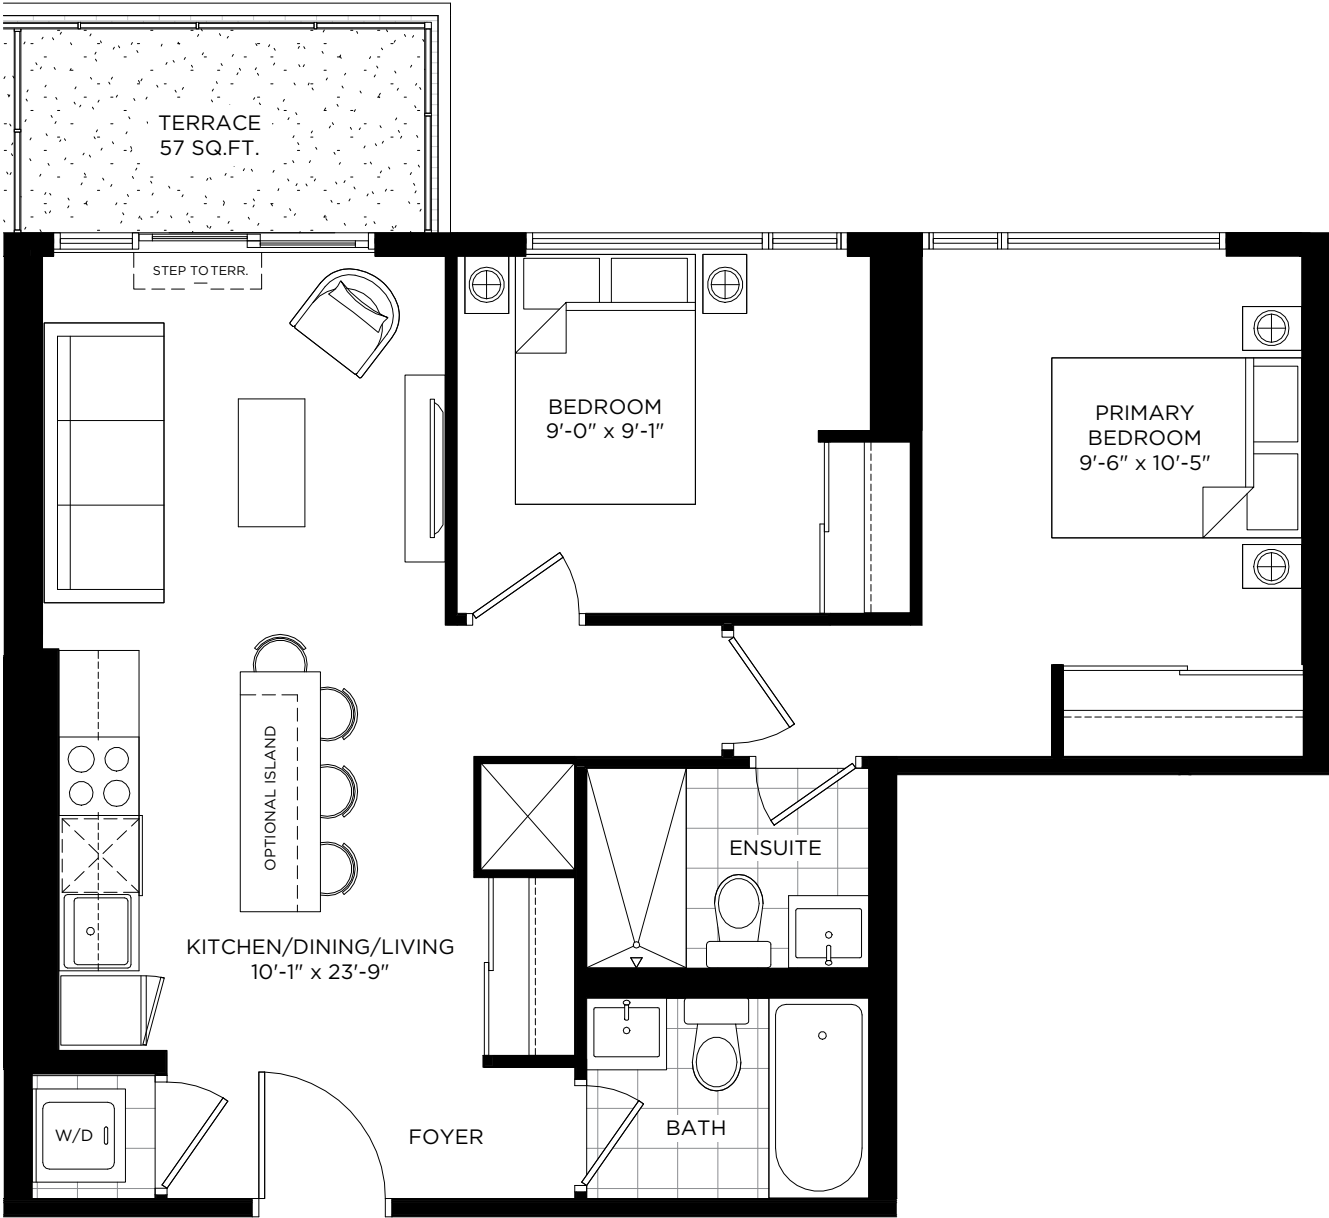 TERRACE
57 SQ.FT.
STEP TO TERR.
BEDROOM
9'-0" x 9'-1"
PRIMARY
BEDROOM
9'-6" x 10'-5"
OPTIONAL ISLAND
ENSUITE
KITCHEN/DINING/LIVING
10'-1" x 23'-9"
W/D
FOYER
BATH